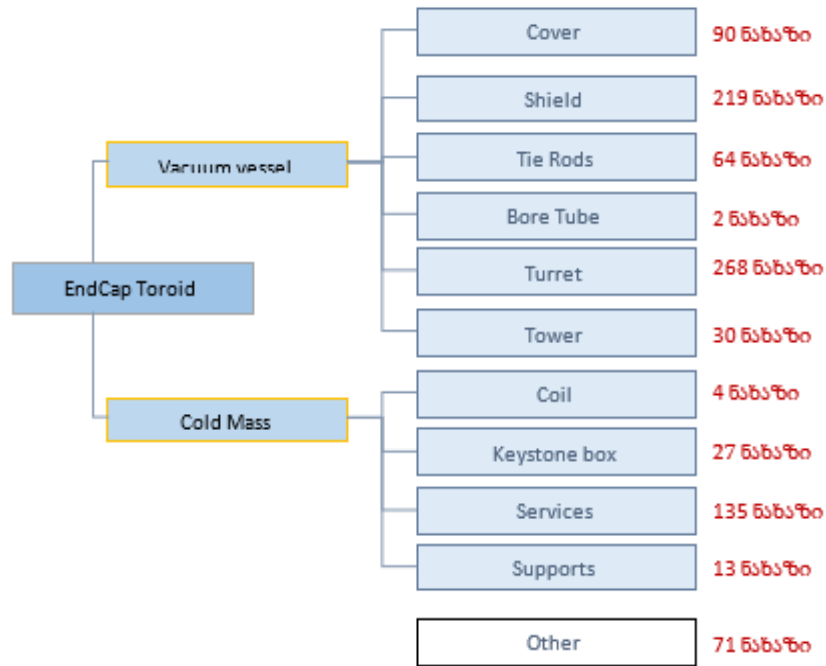 Cover 90 ნახაზი
Shield 219 ნახაზი
Vacuum vessel
Tie Rods 64 ნახაზი
Bore Tube 2 ნახაზი
EndCap Toroid
Turret 268 ნახაზი
Tower 30 ნახაზი
Coil 4 ნახაზი
Cold Mass
Keystone box 27 ნახაზი
Services 135 ნახაზი
Supports 13 ნახაზი
Other 71 ნახაზი